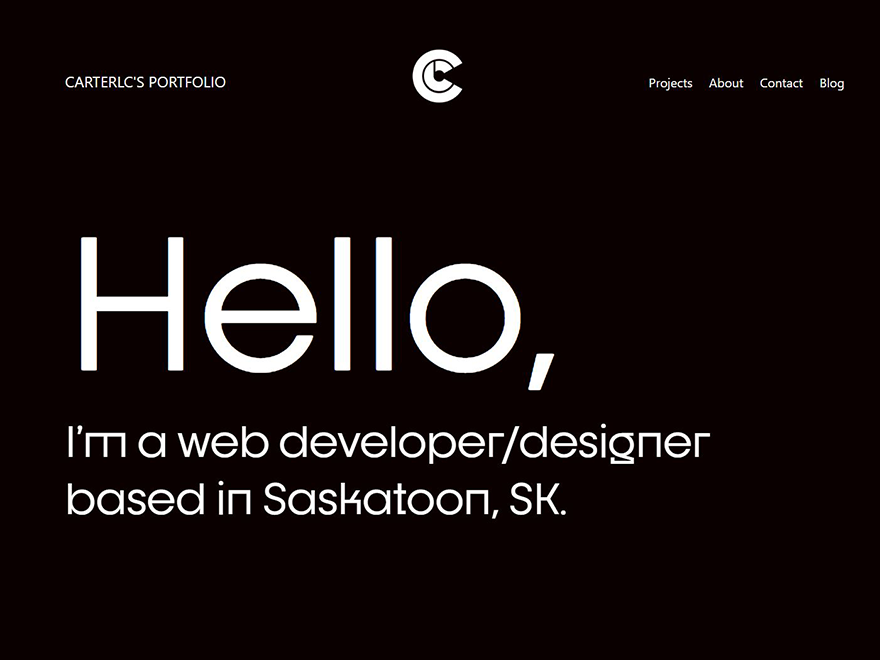 CARTERLC'S PORTFOLIO
Projects About Contact Blog
Hello,
I'm a web developer/designer
based in Saskatoon, SK.